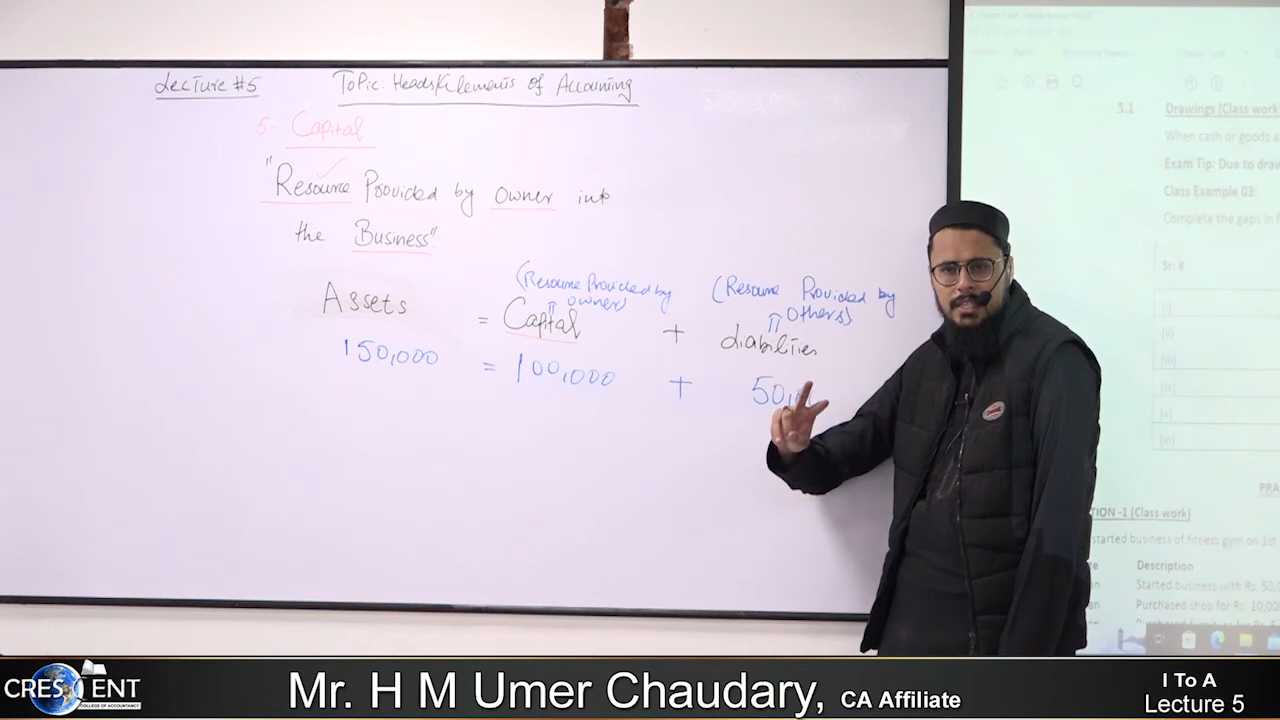 Lecture #5 Topic: Heads/Elements of Accounting
5- Capital
"Resource Provided by owner into
the Business".
(Resource Provided by owner) (Resource Provided by Others)
Assets = Capital + Liabilities
150,000 = 100,000 + 50,
5.1 Drawings (Class work
When cash or goods a
Exam Tip: Due to draw
Class Example 03:
Complete the gaps in f
Sr. #
(i)
(ii)
(iii)
(iv)
(v)
(vi)
PRA
TION -1 (Class work)
started business of fitness gym on 1st
Description
Started business with Rs. 50,
Purchased shop for Rs. 10,00
CRESCENT
COLLEGE OF ACCOUNTANCY
Mr. H M Umer Chaudary, CA Affiliate
I To A
Lecture 5